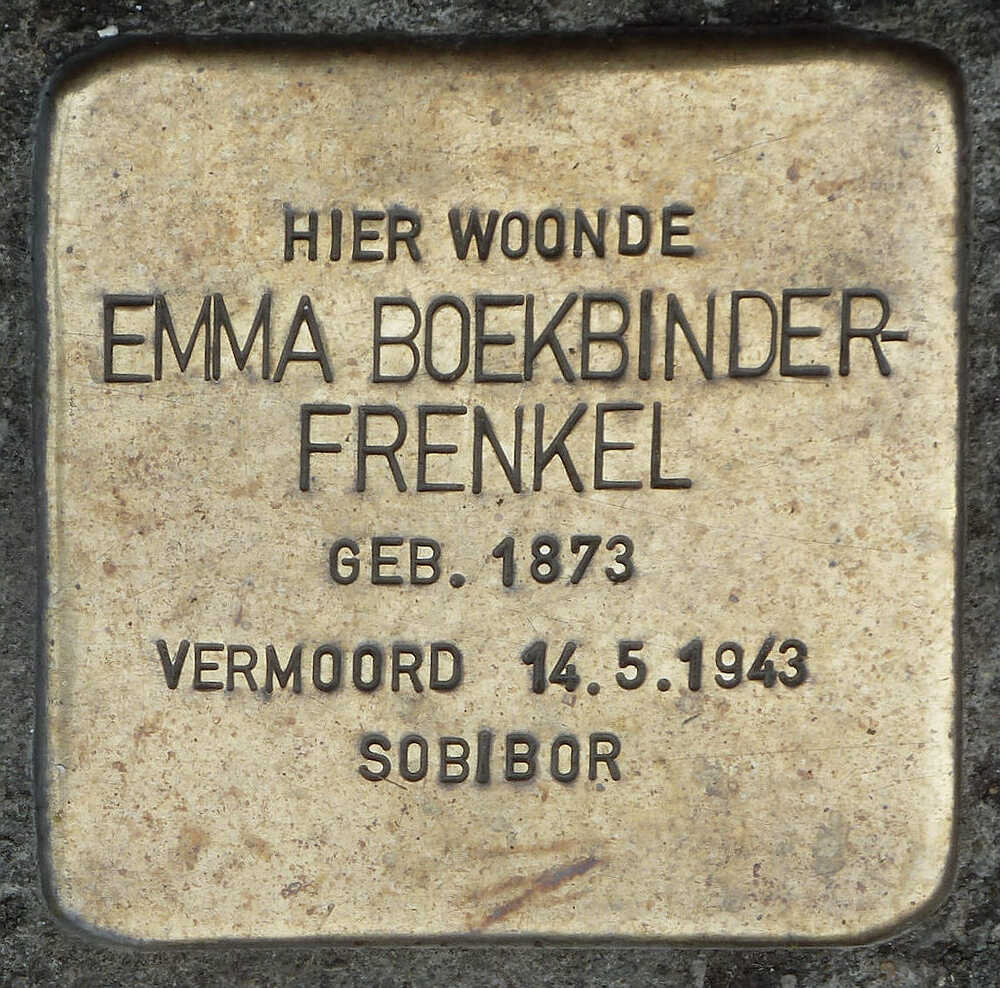 HIER WOONDE
EMMA BOEKBINDER-
FRENKEL
GEB. 1873
VERMOORD 14.5.1943
SOBIBOR